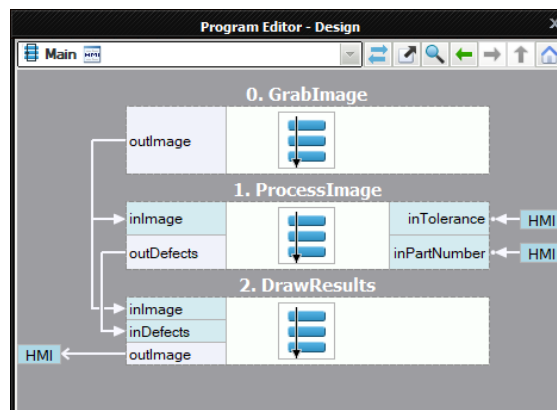 Program Editor - Design
Main HMI
0. GrabImage
outImage
1. ProcessImage
inImage
inTolerance
HMI
outDefects
inPartNumber
HMI
2. DrawResults
inImage
inDefects
outImage
HMI